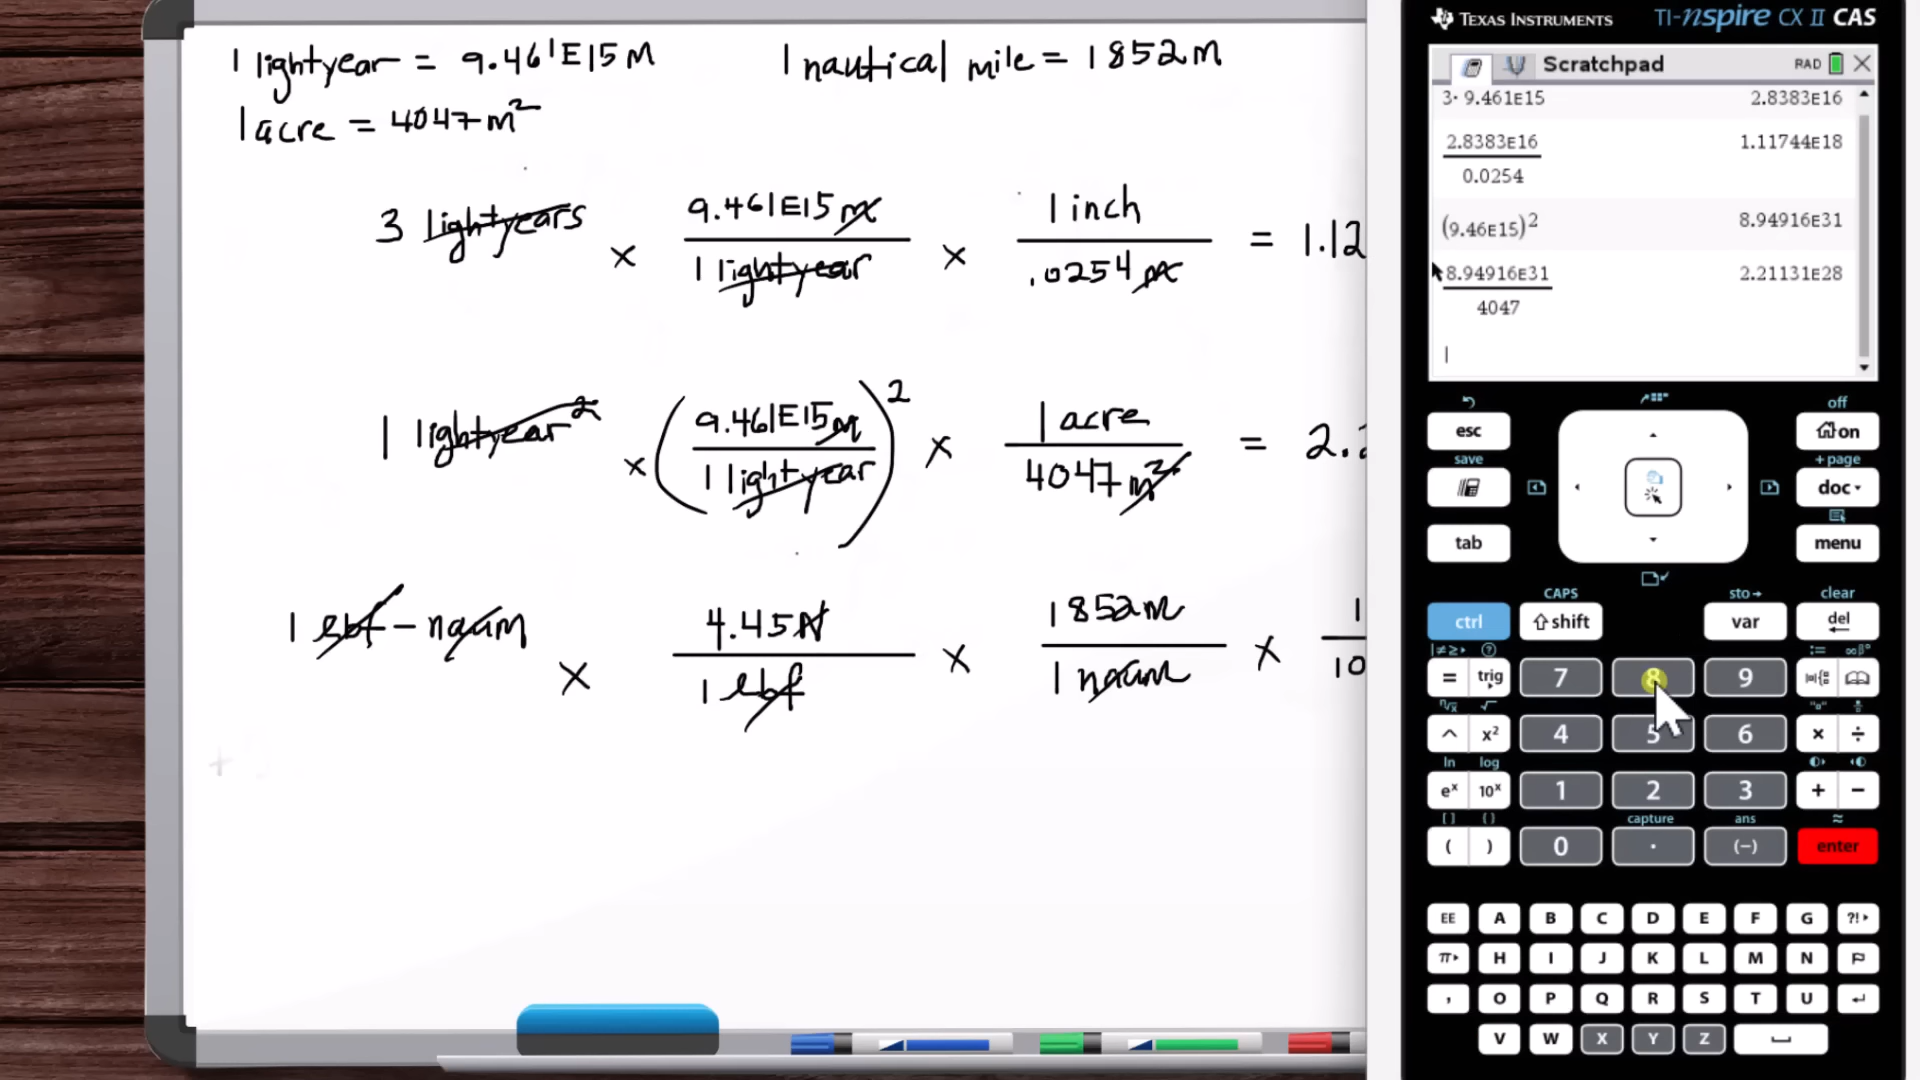 1 lightyear = 9.461E15 m
1 nautical mile = 1852 m
1 acre = 4047 m²
3 lightyears × 9.461E15 m / 1 lightyear × 1 inch / .0254 m = 1.12
1 lightyear² × (9.461E15 m / 1 lightyear)² × 1 acre / 4047 m² = 2.2
1 lbf - naum × 4.45 N / 1 lbf × 1852 m / 1 naum × 1 / 10
TEXAS INSTRUMENTS TI-nspire CX II CAS
Scratchpad RAD
3·9.461E15 2.8383E16
2.8383E16 / 0.0254 1.11744E18
(9.46E15)² 8.94916E31
8.94916E31 / 4047 2.21131E28
off
esc on
save + page
doc
tab menu
CAPS sto→ clear
ctrl shift var del
= trig 7 8 9
^ x² 4 5 6 × ÷
ln log
eˣ 10ˣ 1 2 3 + −
[ ] { } capture ans ≈
( ) 0 . (−) enter
EE A B C D E F G ?!
π H I J K L M N
, O P Q R S T U
V W X Y Z